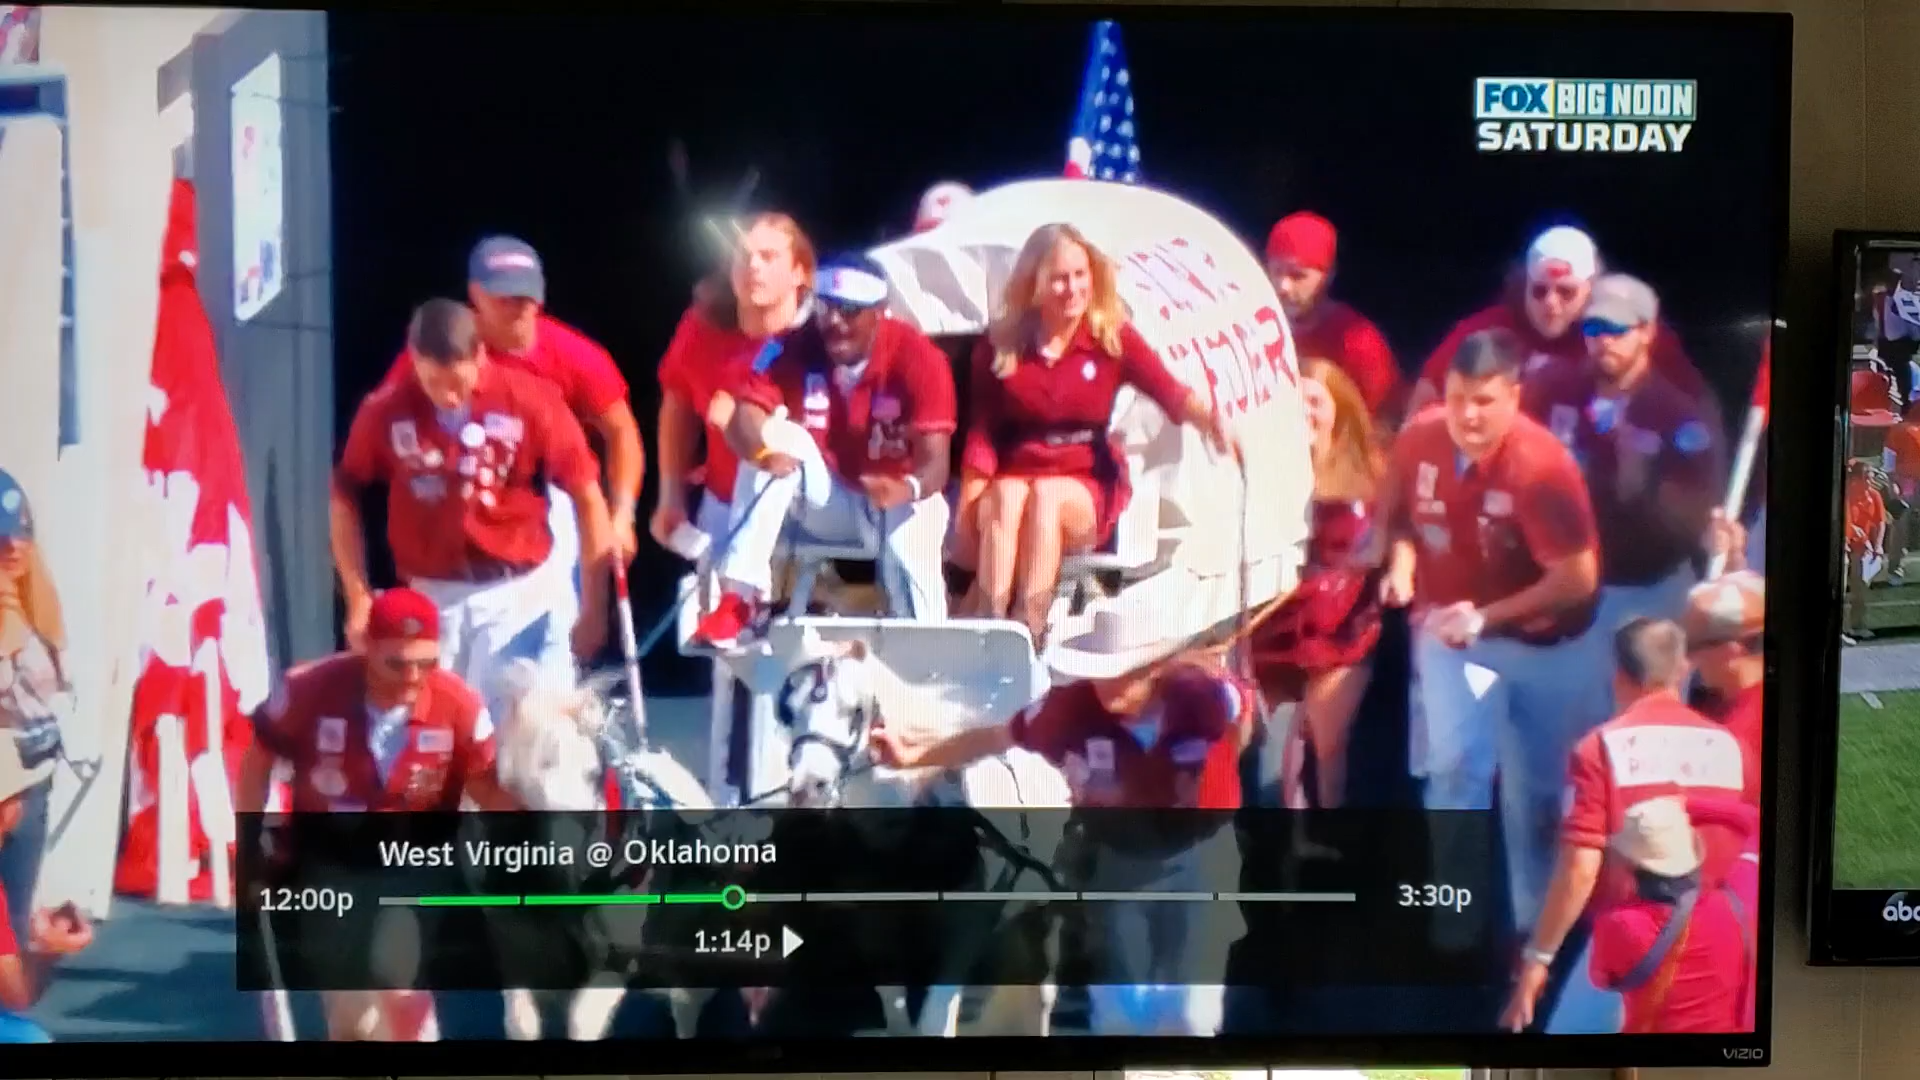 FOX BIG NOON
SATURDAY
West Virginia @ Oklahoma
12:00p
3:30p
1:14p
abc
VIZIO